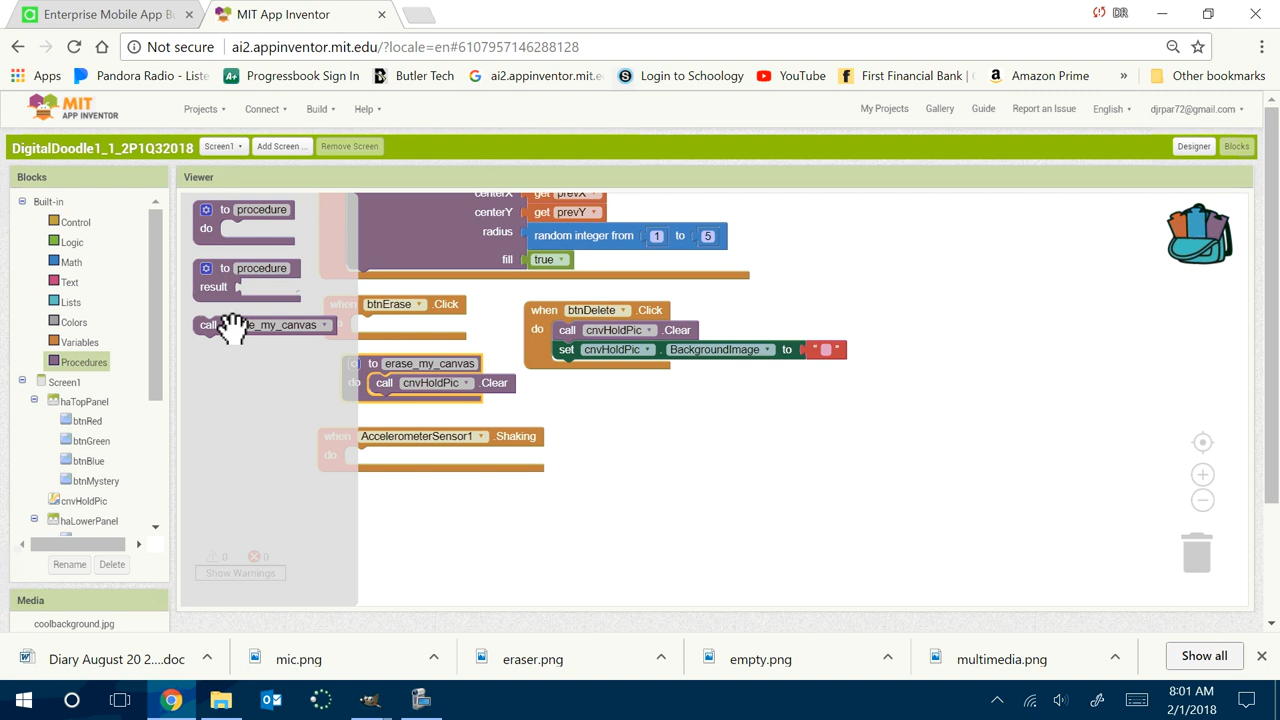 Enterprise Mobile App Bu
MIT App Inventor
DR
Not secure
ai2.appinventor.mit.edu/?locale=en#6107957146288128
Apps
Pandora Radio - Liste
Progressbook Sign In
Butler Tech
ai2.appinventor.mit.e
Login to Schoology
YouTube
First Financial Bank |
Amazon Prime
»
Other bookmarks
MIT
APP INVENTOR
Projects
Connect
Build
Help
My Projects
Gallery
Guide
Report an Issue
English
djrpar72@gmail.com
DigitalDoodle1_1_2P1Q32018
Screen1
Add Screen ...
Remove Screen
Designer
Blocks
Blocks
Viewer
Built-in
Control
Logic
Math
Text
Lists
Colors
Variables
Procedures
Screen1
haTopPanel
btnRed
btnGreen
btnBlue
btnMystery
cnvHoldPic
haLowerPanel
Rename
Delete
Media
coolbackground.jpg
to procedure
do
to procedure
result
call e_my_canvas
0 0
Show Warnings
centerX get prevX
centerY get prevY
radius random integer from 1 to 5
fill true
when btnErase .Click
when btnDelete .Click
do call cnvHoldPic .Clear
set cnvHoldPic . BackgroundImage to " "
to erase_my_canvas
do call cnvHoldPic .Clear
when AccelerometerSensor1 .Shaking
do
Diary August 20 2....doc
mic.png
eraser.png
empty.png
multimedia.png
Show all
8:01 AM
2/1/2018